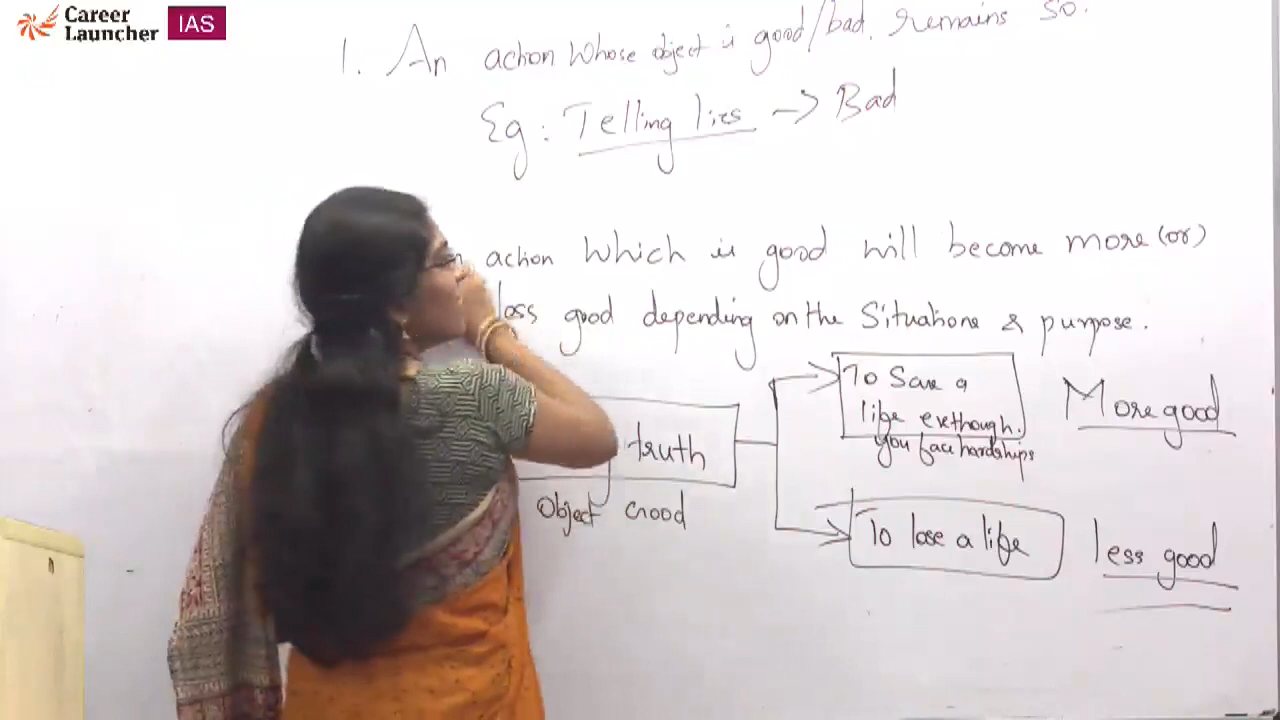 Career
Launcher
IAS
1. An action whose object is good/bad, remains so.
Eg: Telling lies -> Bad
action which is good will become more (or)
less good depending on the situations & purpose.
truth
Object Good
To save a
life eventhough.
you face hardships
More good
To lose a life
less good